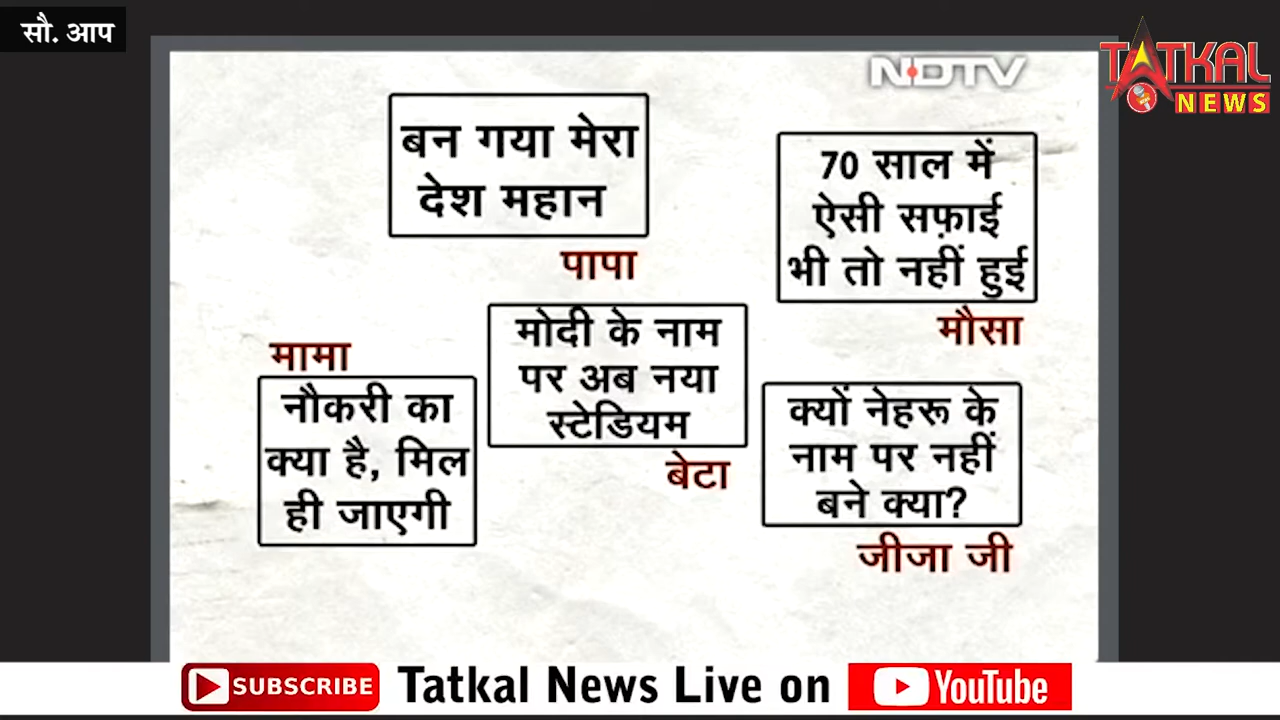 सौ. आप
NDTV
TATKAL
NEWS
बन गया मेरा
देश महान
पापा
70 साल में
ऐसी सफ़ाई
भी तो नहीं हुई
मौसा
मामा
नौकरी का
क्या है, मिल
ही जाएगी
मोदी के नाम
पर अब नया
स्टेडियम
बेटा
क्यों नेहरू के
नाम पर नहीं
बने क्या?
जीजा जी
SUBSCRIBE Tatkal News Live on YouTube